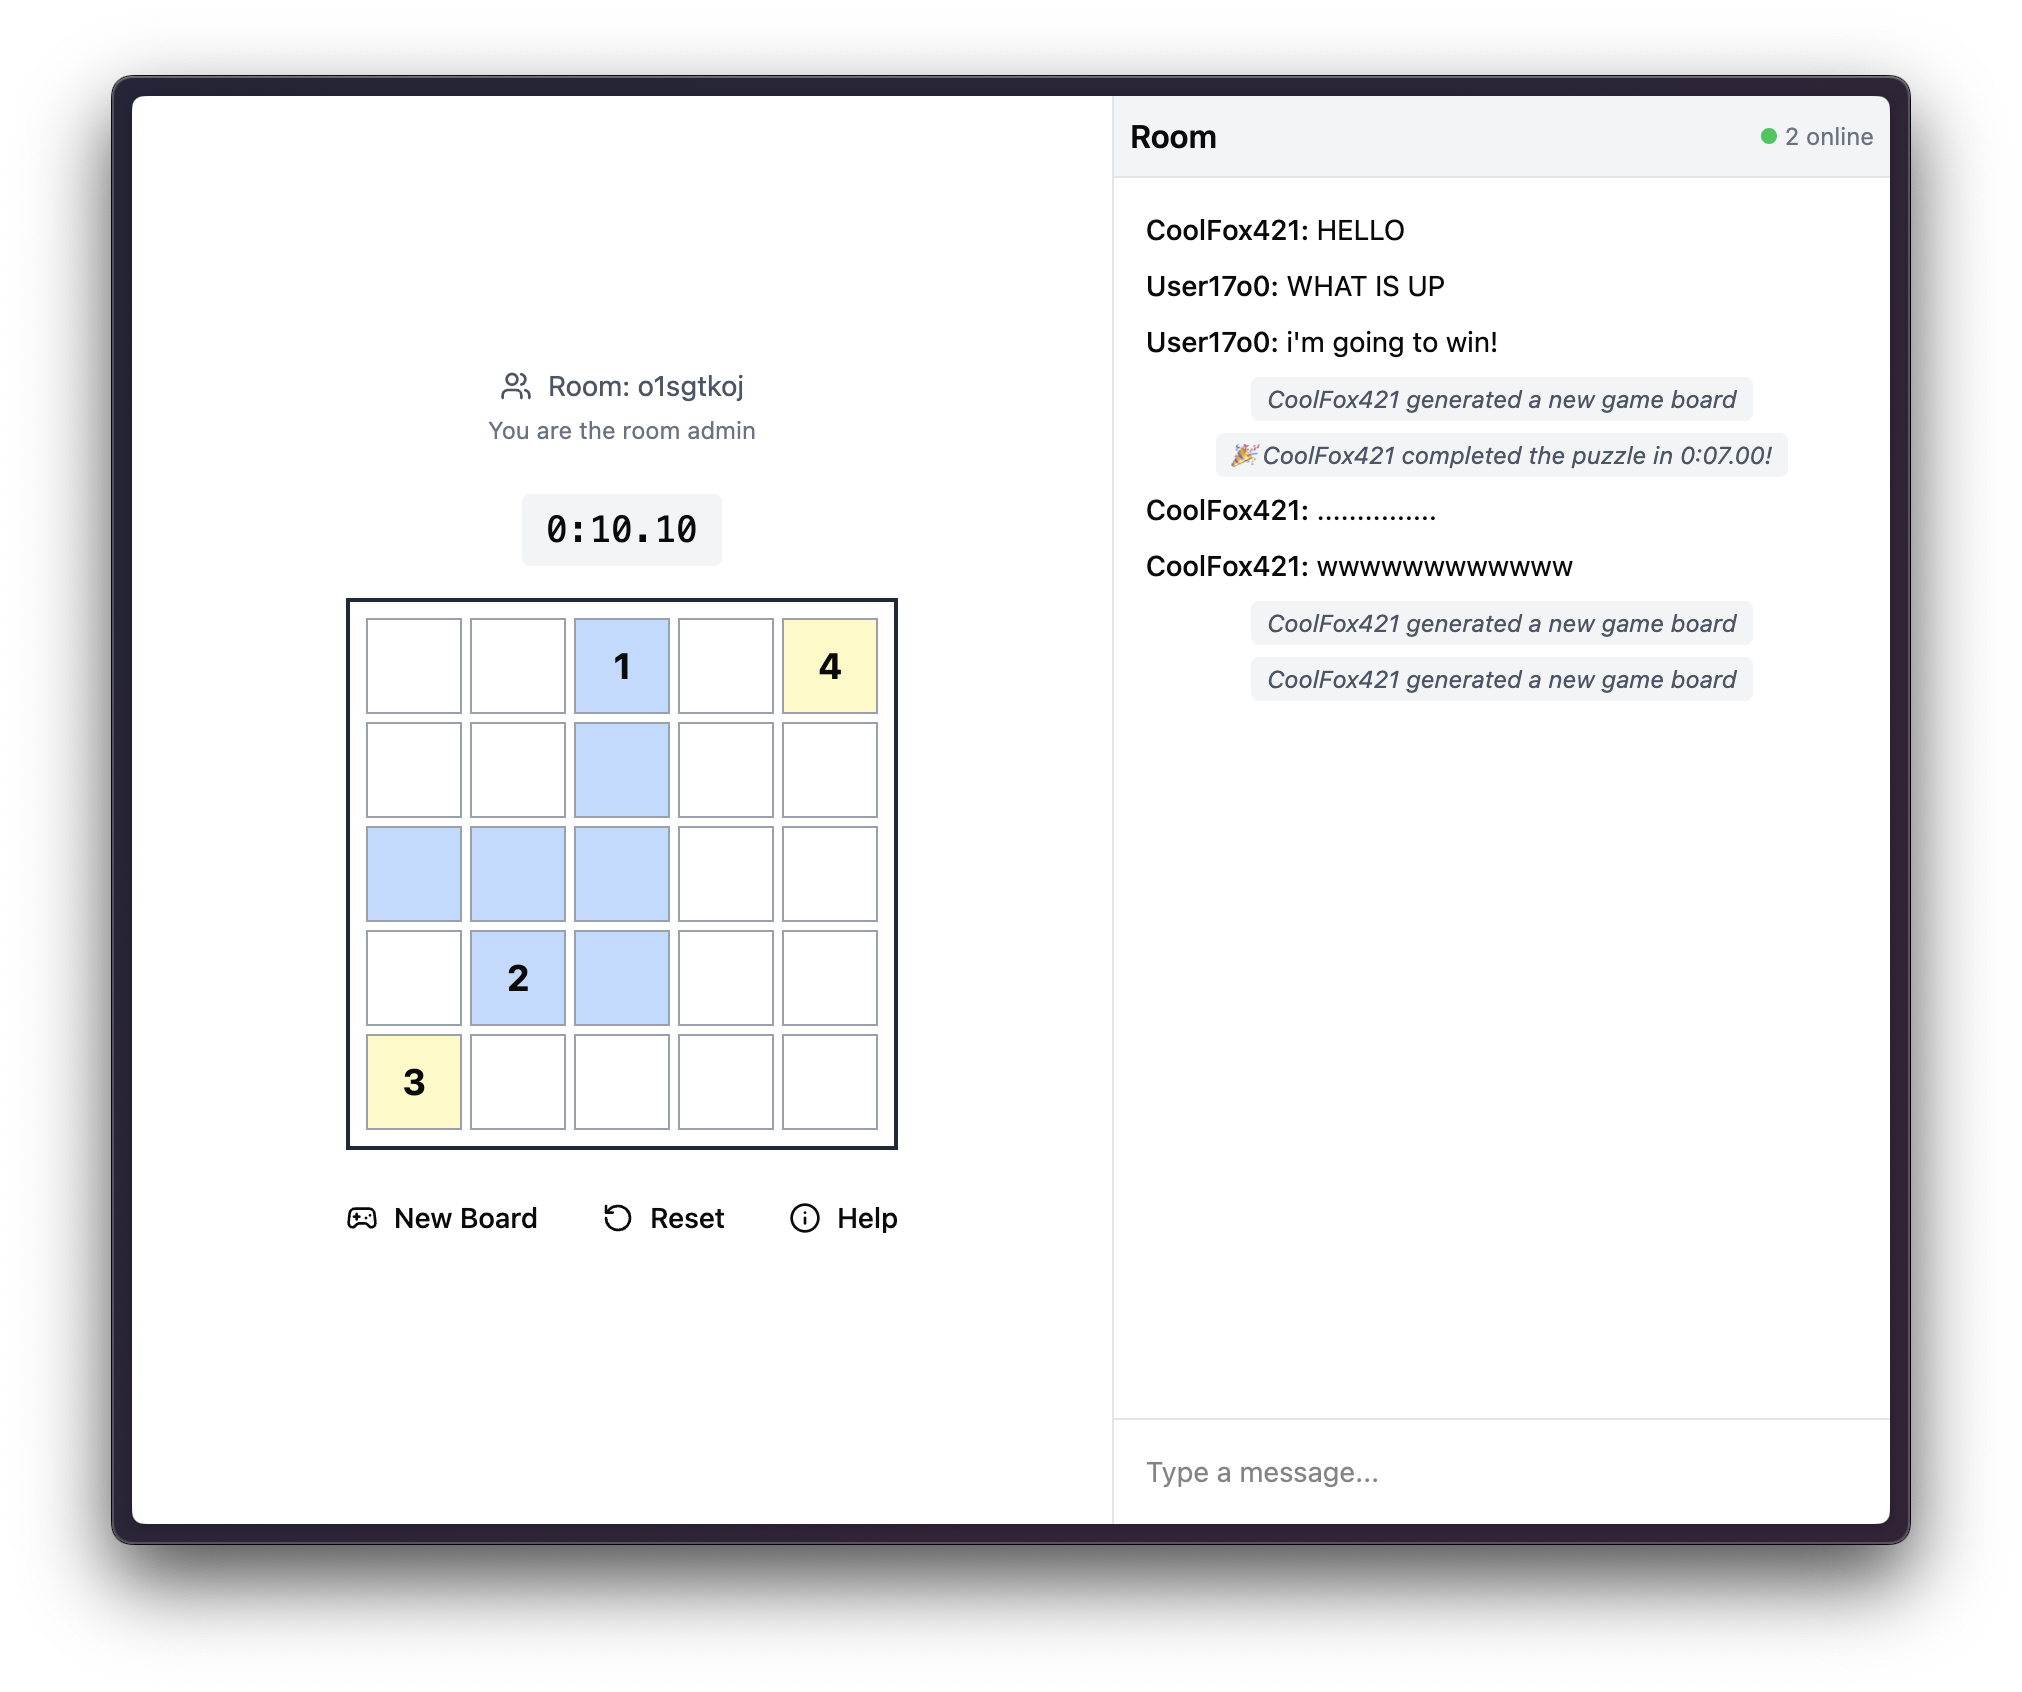 Room: o1sgtkoj
You are the room admin
0:10.10
1 4
2
3
New Board Reset Help
Room 2 online
CoolFox421: HELLO
User17o0: WHAT IS UP
User17o0: i'm going to win!
CoolFox421 generated a new game board
🎉 CoolFox421 completed the puzzle in 0:07.00!
CoolFox421: ...............
CoolFox421: wwwwwwwwwwww
CoolFox421 generated a new game board
CoolFox421 generated a new game board
Type a message...